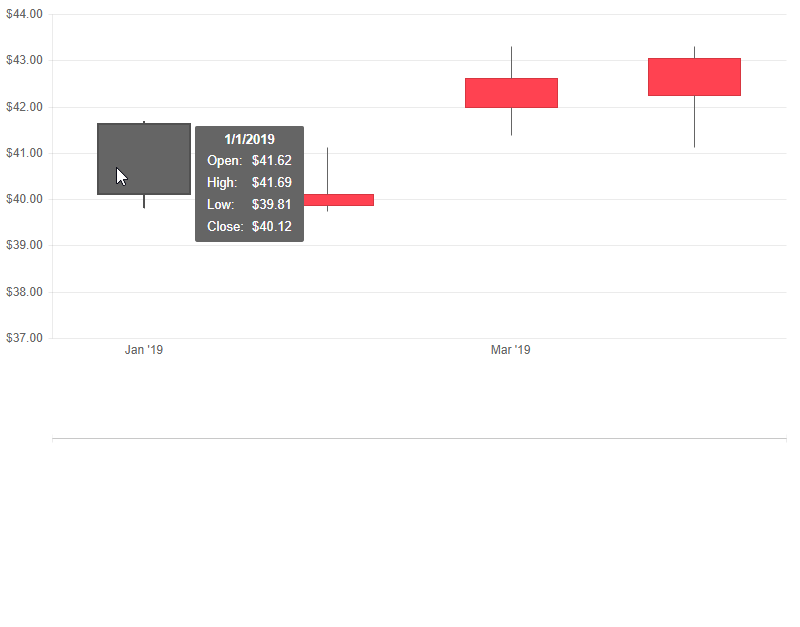 $44.00
$43.00
$42.00
$41.00
$40.00
$39.00
$38.00
$37.00
1/1/2019
Open: $41.62
High: $41.69
Low: $39.81
Close: $40.12
Jan '19
Mar '19